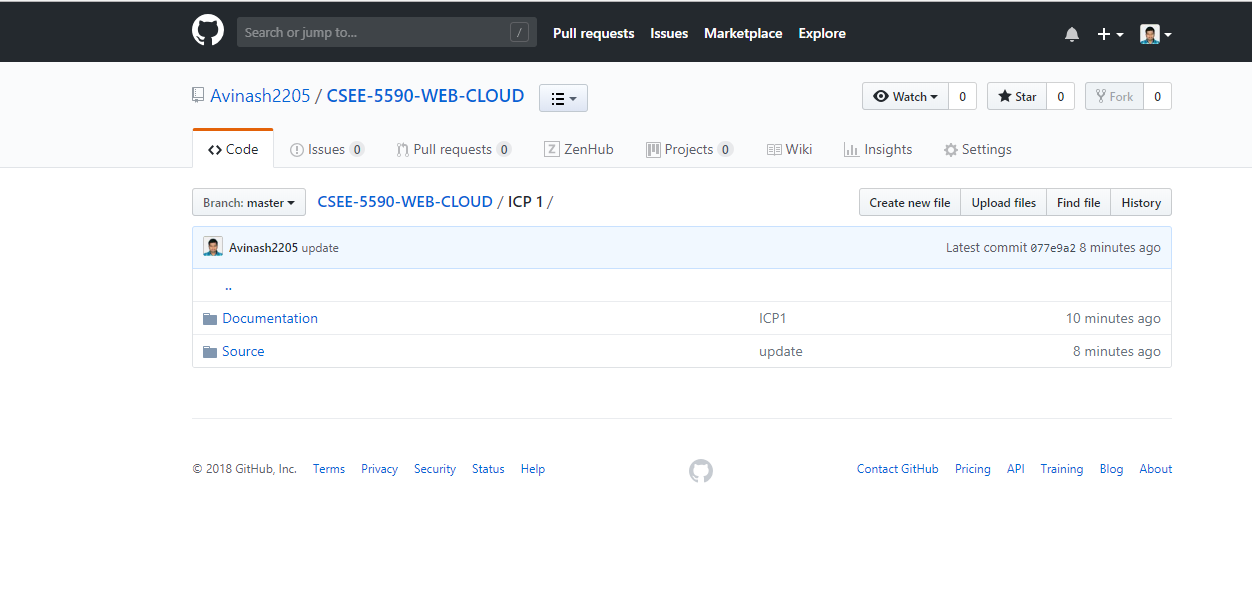 Search or jump to... / Pull requests Issues Marketplace Explore
Avinash2205 / CSEE-5590-WEB-CLOUD Watch 0 Star 0 Fork 0
Code Issues 0 Pull requests 0 Z ZenHub Projects 0 Wiki Insights Settings
Branch: master CSEE-5590-WEB-CLOUD / ICP 1 / Create new file Upload files Find file History
Avinash2205 update Latest commit 077e9a2 8 minutes ago
..
Documentation ICP1 10 minutes ago
Source update 8 minutes ago
© 2018 GitHub, Inc. Terms Privacy Security Status Help Contact GitHub Pricing API Training Blog About